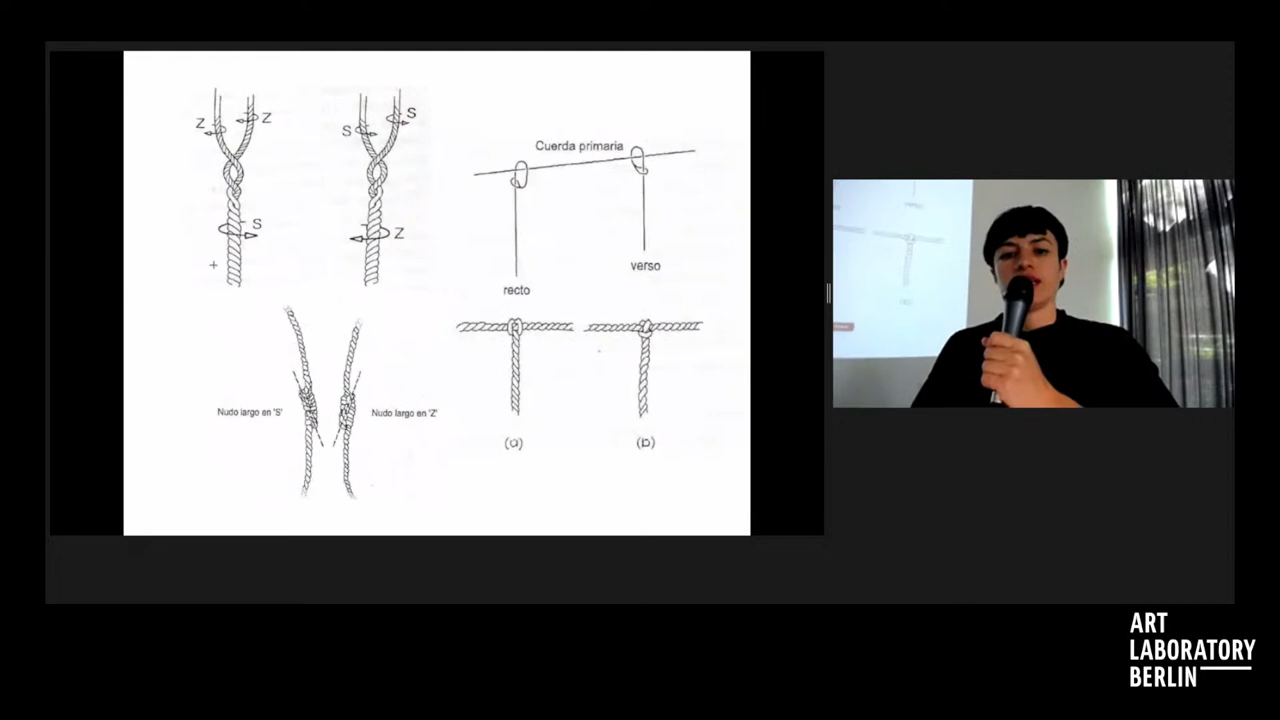 Z
Z
S
S
S
Z
Cuerda primaria
recto
verso
Nudo largo en 'S'
Nudo largo en 'Z'
(a)
(b)
ART
LABORATORY
BERLIN